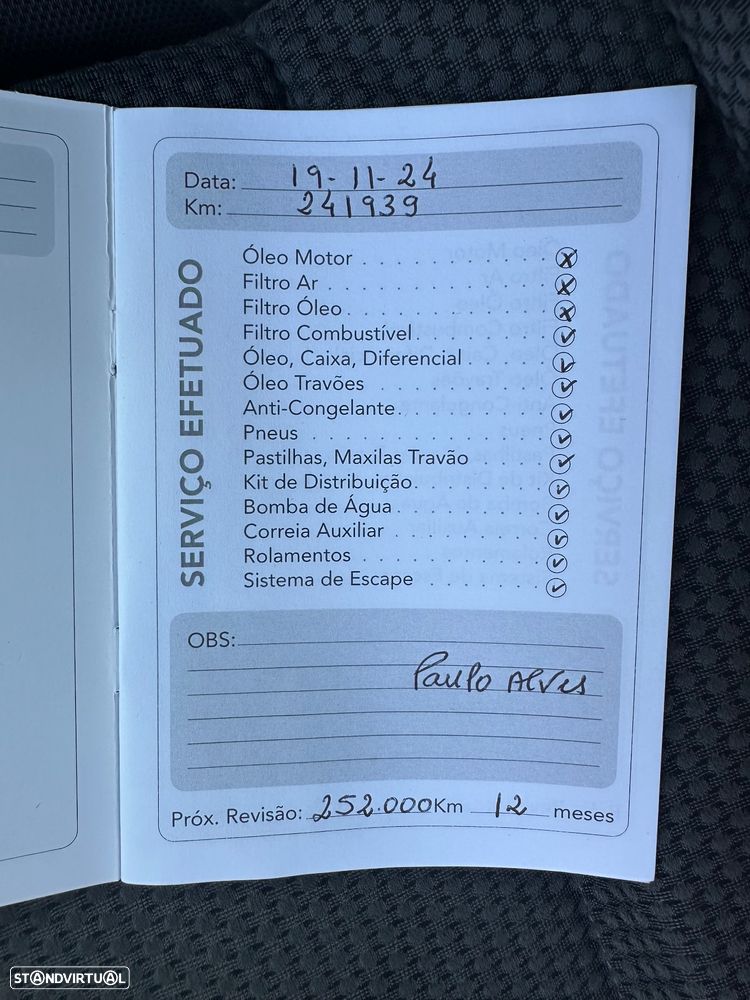 Data: 19-11-24
Km: 241939
SERVIÇO EFETUADO
Óleo Motor . . . . . . . . . . X
Filtro Ar . . . . . . . . . . . X
Filtro Óleo . . . . . . . . . . X
Filtro Combustível . . . . . . . ✓
Óleo, Caixa, Diferencial . . . . ✓
Óleo Travões . . . . . . . . . ✓
Anti-Congelante . . . . . . . . ✓
Pneus . . . . . . . . . . . . ✓
Pastilhas, Maxilas Travão . . . . ✓
Kit de Distribuição . . . . . . . ✓
Bomba de Água . . . . . . . . ✓
Correia Auxiliar . . . . . . . . ✓
Rolamentos . . . . . . . . . . ✓
Sistema de Escape . . . . . . . ✓
OBS:
Paulo Alves
Próx. Revisão: 252.000Km 12 meses
STANDVIRTUAL